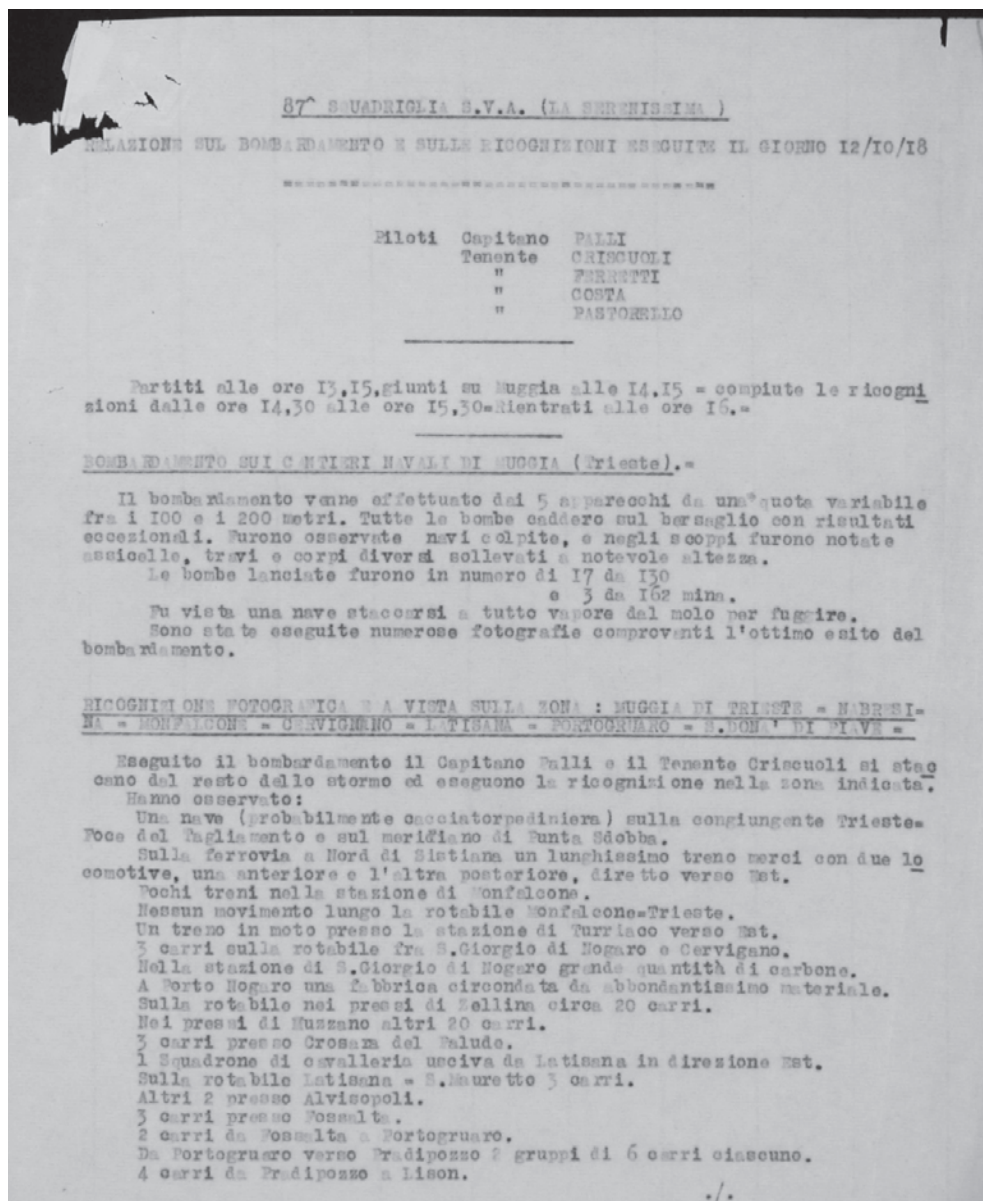 87^ SQUADRIGLIA S.V.A. (LA SERENISSIMA )
RELAZIONE SUL BOMBARDAMENTO E SULLE RICOGNIZIONI ESEGUITE IL GIORNO I2/IO/I8
Piloti Capitano PALLI
Tenente CRISCUOLI
" FERRETTI
" COSTA
" PASTORELLO
Partiti alle ore I3,I5,giunti su Muggia alle I4,I5 = compiute le ricogni
zioni dalle ore I4,30 alle ore I5,30=Rientrati alle ore I6.=
BOMBARDAMENTO SUI CANTIERI NAVALI DI MUGGIA (Trieste).=
Il bombardamento venne effettuato dai 5 apparecchi da una quota variabile
fra i I00 e i 200 metri. Tutte le bombe caddero sul bersaglio con risultati
eccezionali. Furono osservate navi colpite, e negli scoppi furono notate
assicelle, travi e corpi diversi sollevati a notevole altezza.
Le bombe lanciate furono in numero di I7 da I30
e 3 da I62 mina.
Fu vista una nave staccarsi a tutto vapore dal molo per fuggire.
Sono state eseguite numerose fotografie comprovanti l'ottimo esito del
bombardamento.
RICOGNIZIONE FOTOGRAFICA E A VISTA SULLA ZONA : MUGGIA DI TRIESTE = NABRESI=
NA = MONFALCONE = CERVIGNANO = LATISANA = PORTOGRUARO = S.DONA' DI PIAVE =
Eseguito il bombardamento il Capitano Palli e il Tenente Criscuoli si stac
cano dal resto dello stormo ed eseguono la ricognizione nella zona indicata.
Hanno osservato:
Una nave (probabilmente cacciatorpediniera) sulla congiungente Trieste=
Foce del Tagliamento e sul meridiano di Punta Sdobba.
Sulla ferrovia a Nord di Sistiana un lunghissimo treno merci con due lo
comotive, una anteriore e l'altra posteriore, diretto verso Est.
Pochi treni nella stazione di Monfalcone.
Nessun movimento lungo la rotabile Monfalcone=Trieste.
Un treno in moto presso la stazione di Turriaco verso Est.
3 carri sulla rotabile fra S.Giorgio di Nogaro e Cervigano.
Nella stazione di S.Giorgio di Nogaro grande quantità di carbone.
A Porto Nogaro una fabbrica circondata da abbondantissimo materiale.
Sulla rotabile nei pressi di Zellina circa 20 carri.
Nei pressi di Muzzano altri 20 carri.
3 carri presso Crosara del Palude.
1 Squadrone di cavalleria usciva da Latisana in direzione Est.
Sulla rotabile Latisana = S.Mauretto 3 carri.
Altri 2 presso Alvisopoli.
3 carri presso Fossalta.
2 carri da Fossalta a Portogruaro.
Da Portogruaro verso Pradipozzo 2 gruppi di 6 carri ciascuno.
4 carri da Pradipozzo a Lison.
./.